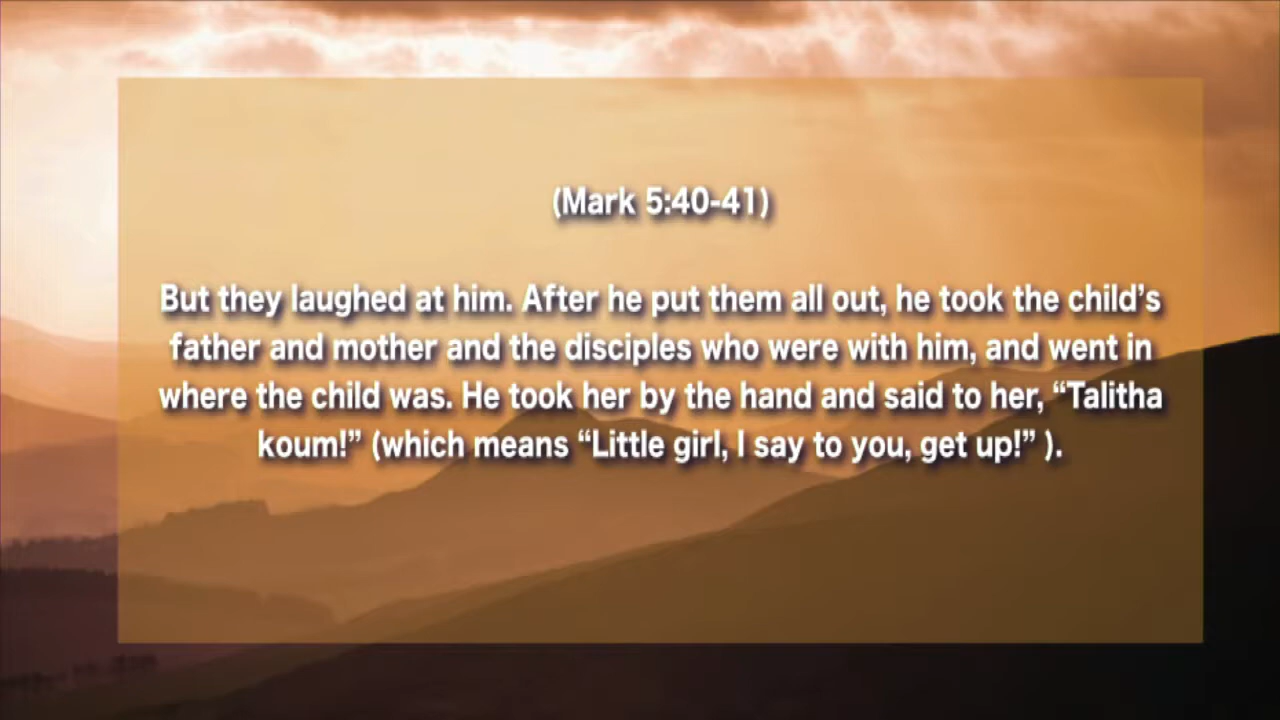 (Mark 5:40-41)
But they laughed at him. After he put them all out, he took the child’s
father and mother and the disciples who were with him, and went in
where the child was. He took her by the hand and said to her, “Talitha
koum!” (which means “Little girl, I say to you, get up!” ).